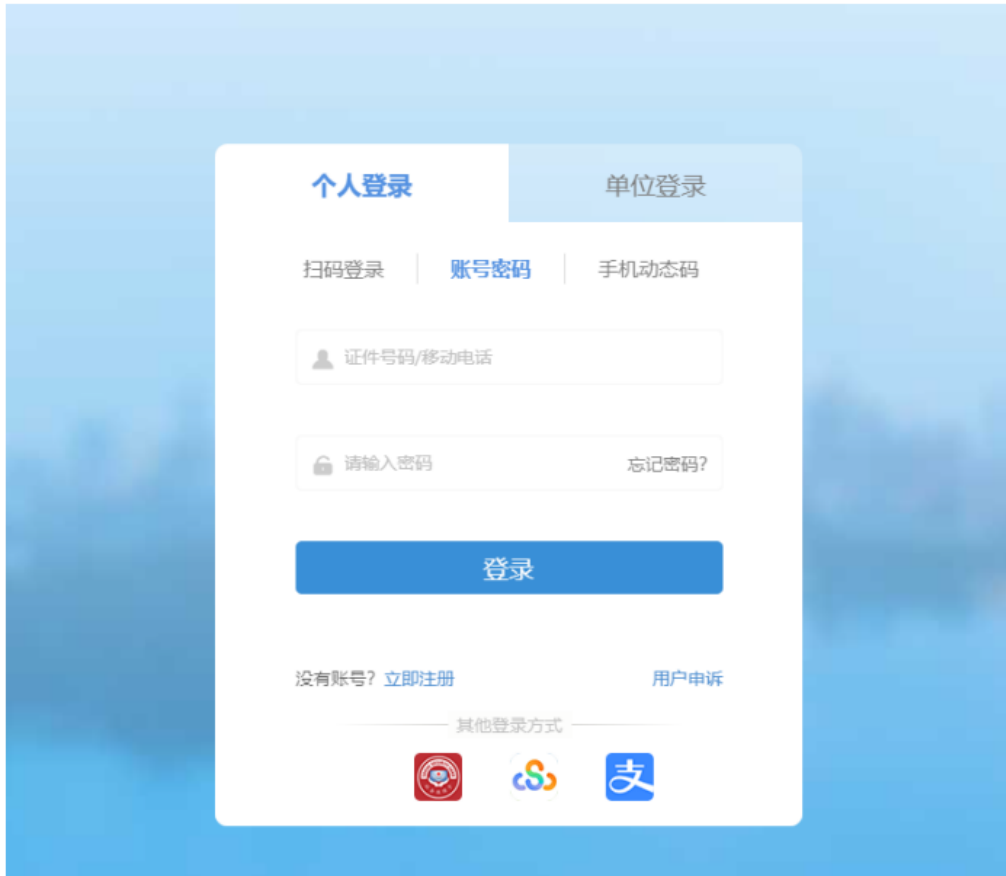 个人登录 单位登录
扫码登录 账号密码 手机动态码
证件号码/移动电话
请输入密码 忘记密码?
登录
没有账号? 立即注册 用户申诉
其他登录方式
支